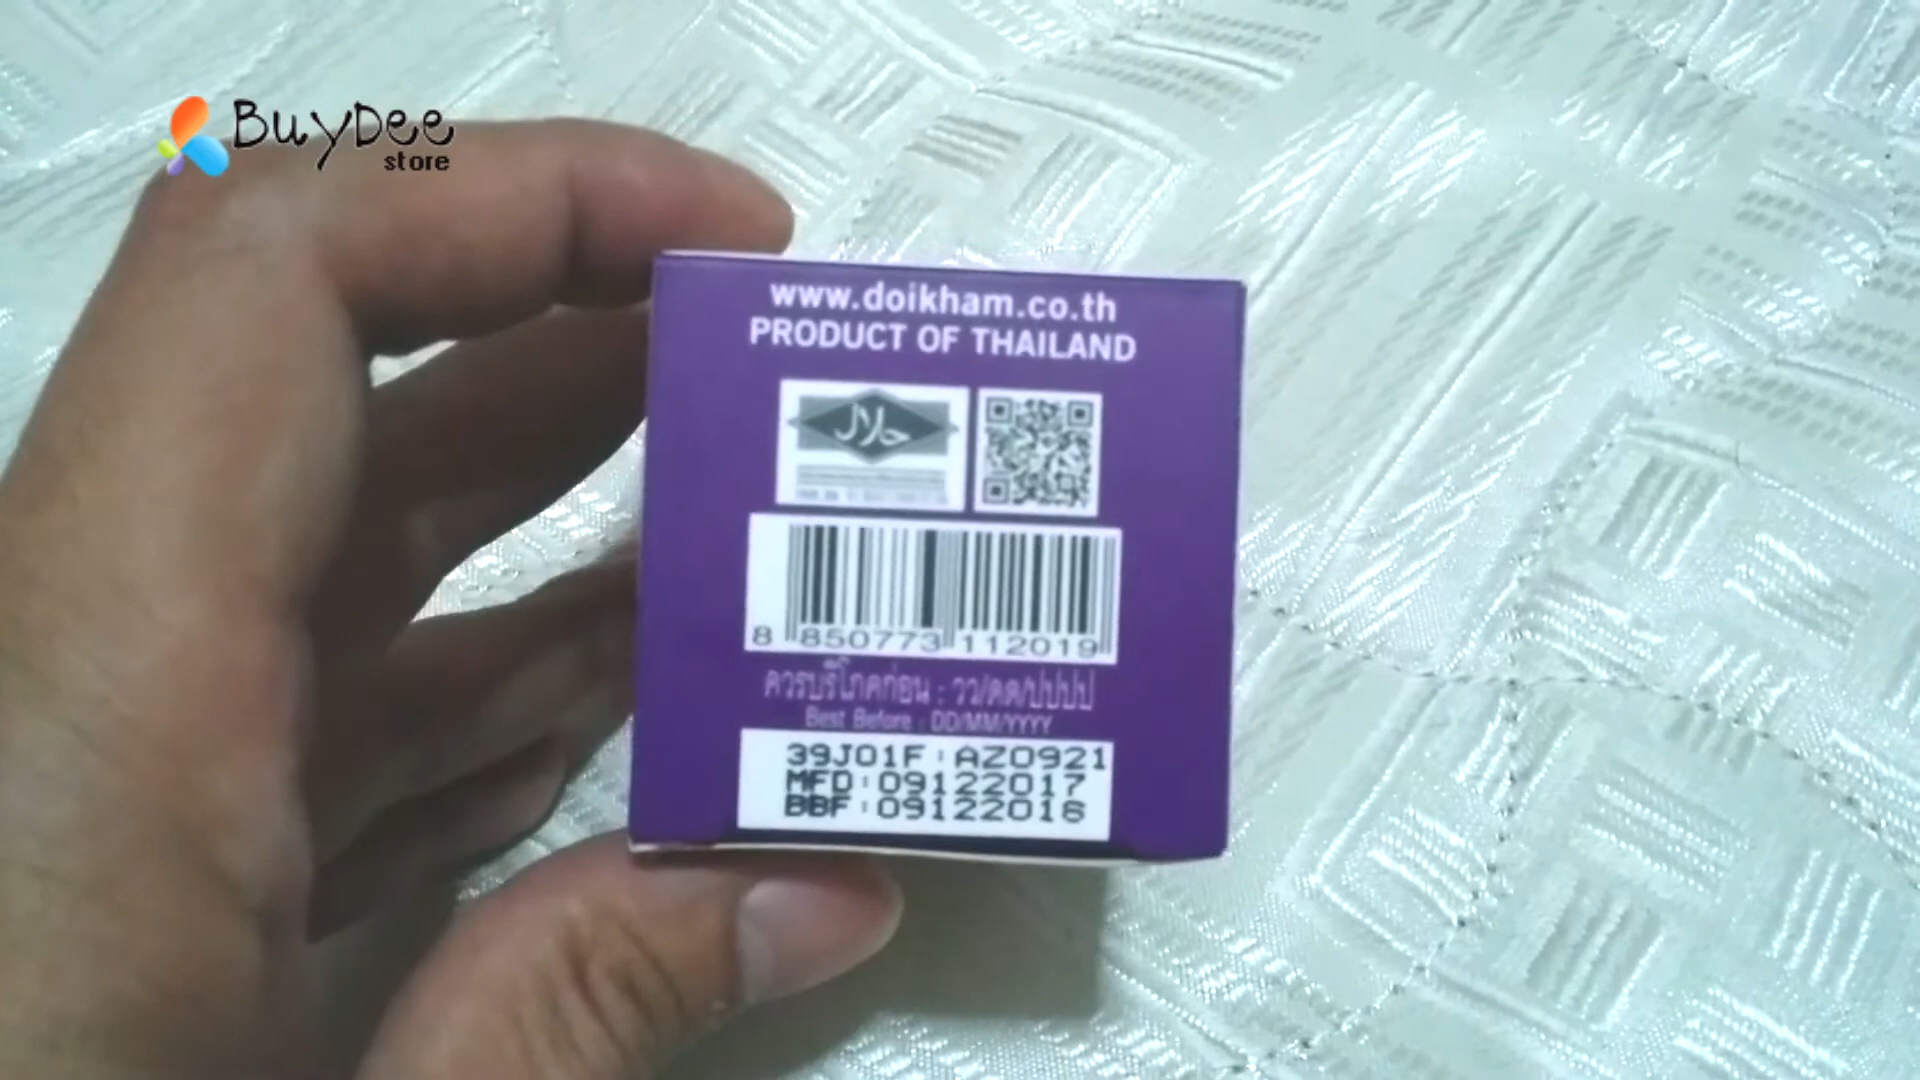 BuyDee
store
www.doikham.co.th
PRODUCT OF THAILAND
حلال
8 850773 112019
ควรบริโภคก่อน : วว/ดด/ปปปป
Best Before : DD/MM/YYYY
39J01F:AZ0921
MFD:09122017
BBF:09122018